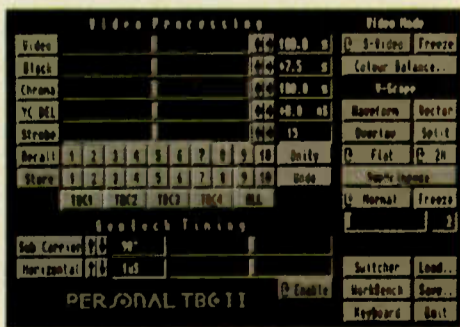 Video Processing
Video 100.0
Black +7.5
Chroma 100.0
YC DEL +0.0 nS
Strobe 15
Recall 1 2 3 4 5 6 7 8 9 10 Unity
Store 1 2 3 4 5 6 7 8 9 10 Undo
TBC1 TBC2 TBC3 TBC4 ALL
Genlock Timing
Sub Carrier 90°
Horizontal 1uS
Enable
PERSONAL TBC II
Video Mode
S-Video Freeze
Colour Balance..
V-Scope
Waveform Vector
Overlay Split
Flat 2H
Normal Freeze
2
Switcher Load..
WorkBench Save..
Keyboard Quit